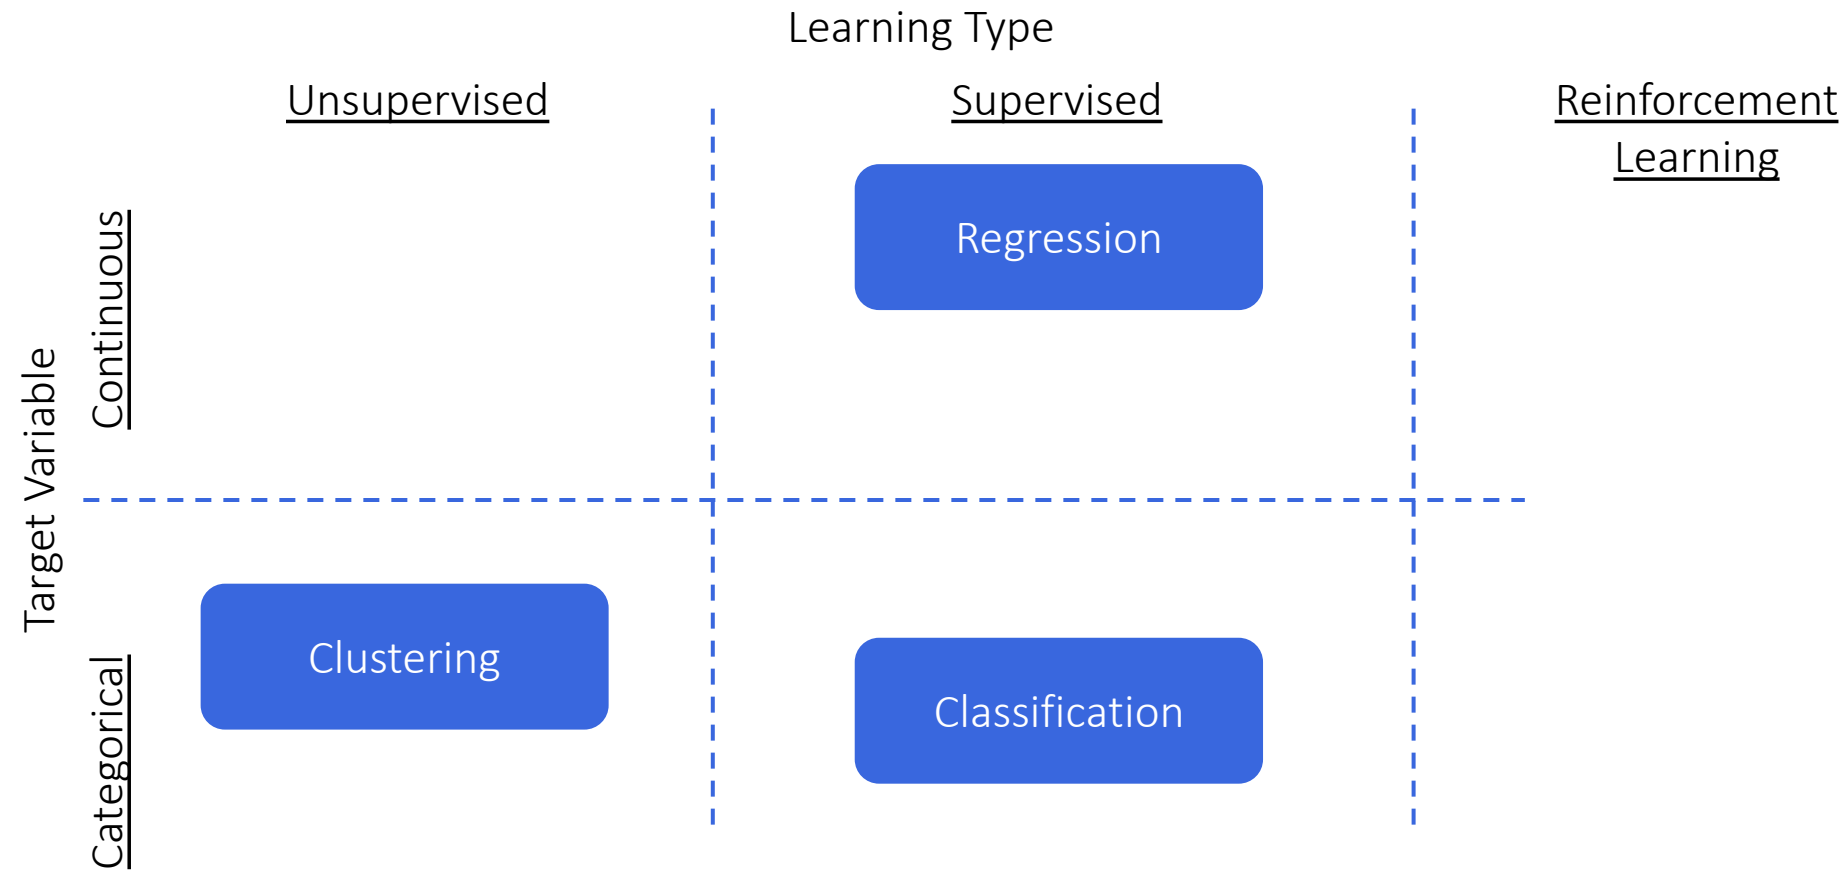 Learning Type
Unsupervised
Supervised
Reinforcement
Learning
Target Variable
Continuous
Regression
Categorical
Clustering
Classification